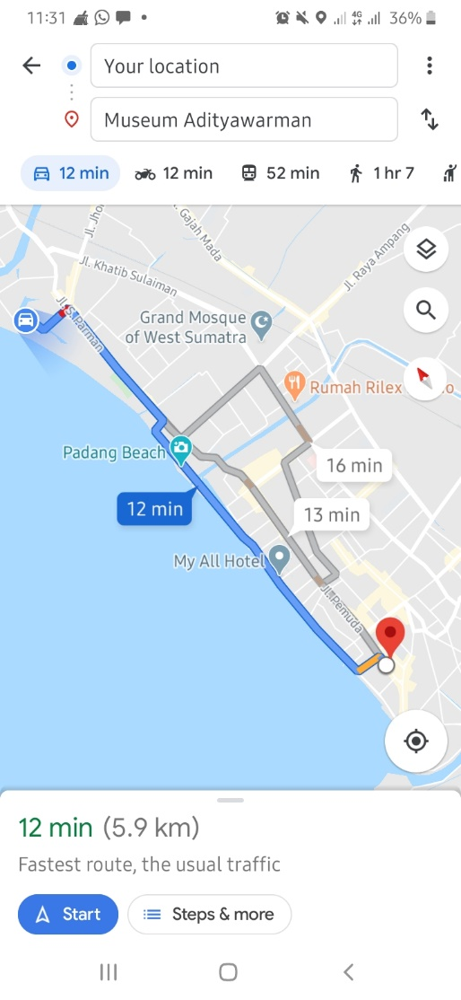 11:31
4G
36%
Your location
Museum Adityawarman
12 min
12 min
52 min
1 hr 7
Jl. Jho
Gajah Mada
Jl. Khatib Sulaiman
Jl. Raya Ampang
Jl. S. Parman
Grand Mosque
of West Sumatra
Rumah Rilex
o
Padang Beach
16 min
12 min
13 min
My All Hotel
Jl. Pemuda
12 min (5.9 km)
Fastest route, the usual traffic
Start
Steps & more